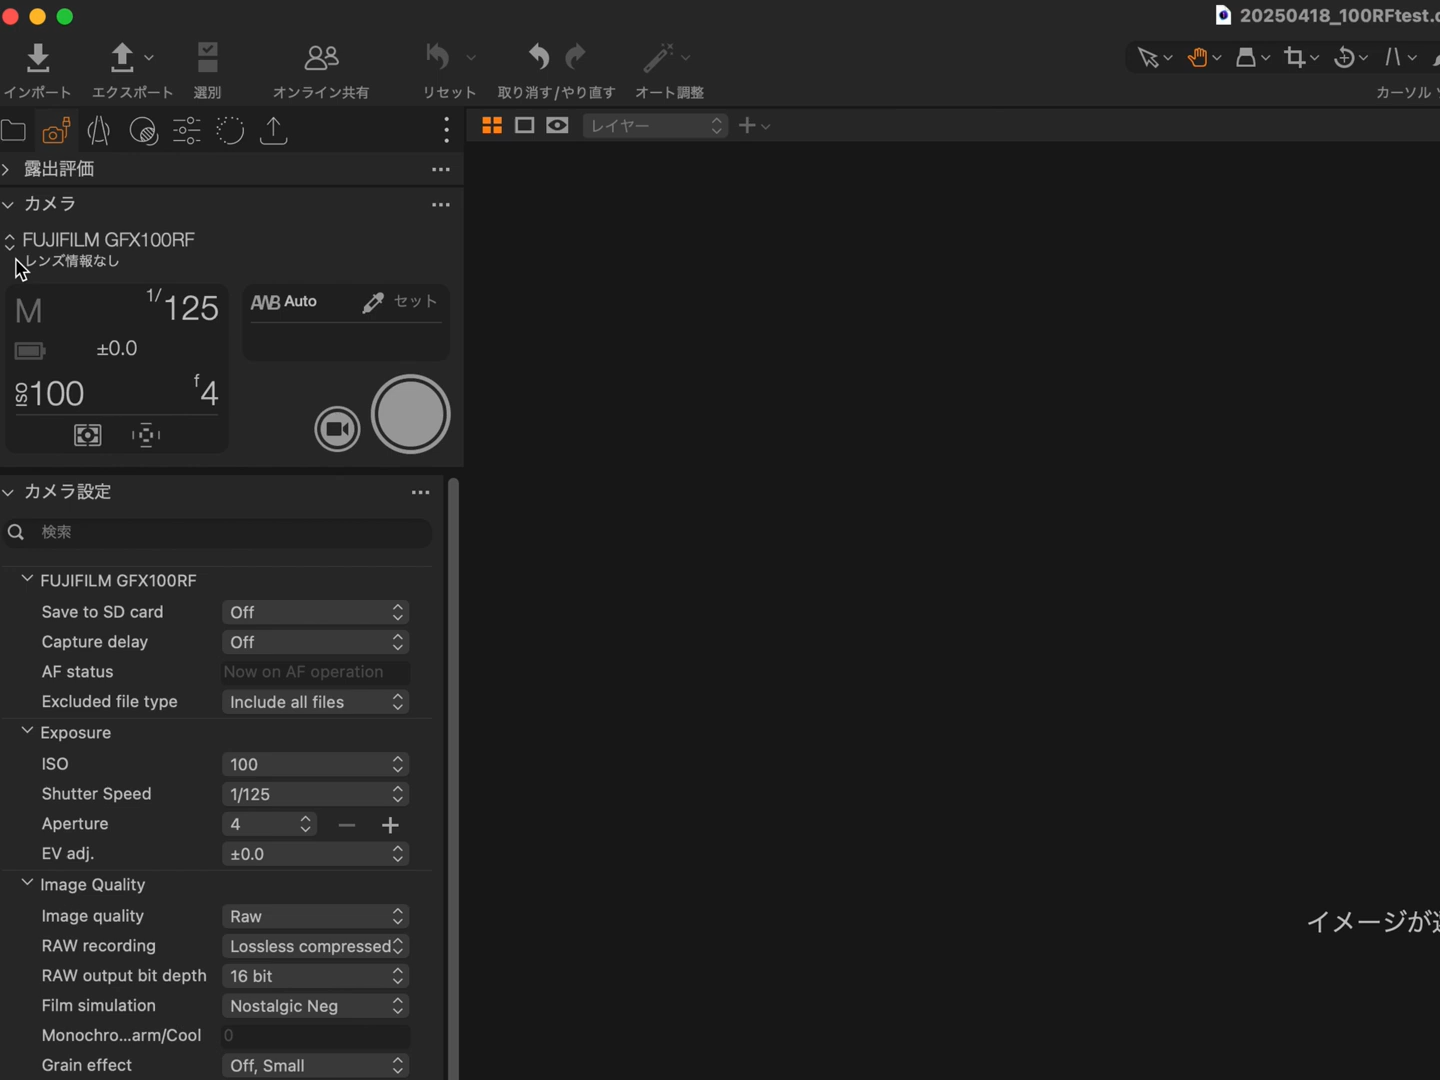 20250418_100RFtest.c
インポート エクスポート 選別 オンライン共有 リセット 取り消す/やり直す オート調整 カーソル
レイヤー
露出評価
カメラ
FUJIFILM GFX100RF
レンズ情報なし
M 1/125
AWB Auto セット
±0.0
ISO 100 f4
カメラ設定
検索
FUJIFILM GFX100RF
Save to SD card Off
Capture delay Off
AF status Now on AF operation
Excluded file type Include all files
Exposure
ISO 100
Shutter Speed 1/125
Aperture 4
EV adj. ±0.0
Image Quality
Image quality Raw
RAW recording Lossless compressed
RAW output bit depth 16 bit
Film simulation Nostalgic Neg
Monochro...arm/Cool 0
Grain effect Off, Small
イメージが